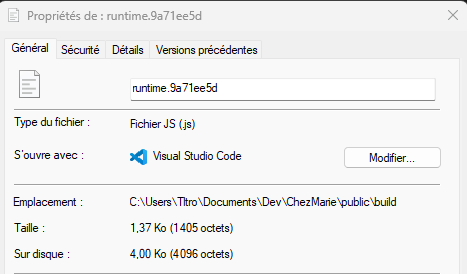 Propriétés de : runtime.9a71ee5d
Général Sécurité Détails Versions précédentes
runtime.9a71ee5d
Type du fichier : Fichier JS (.js)
S'ouvre avec : Visual Studio Code Modifier...
Emplacement : C:\Users\Tltro\Documents\Dev\ChezMarie\public\build
Taille : 1,37 Ko (1405 octets)
Sur disque : 4,00 Ko (4096 octets)